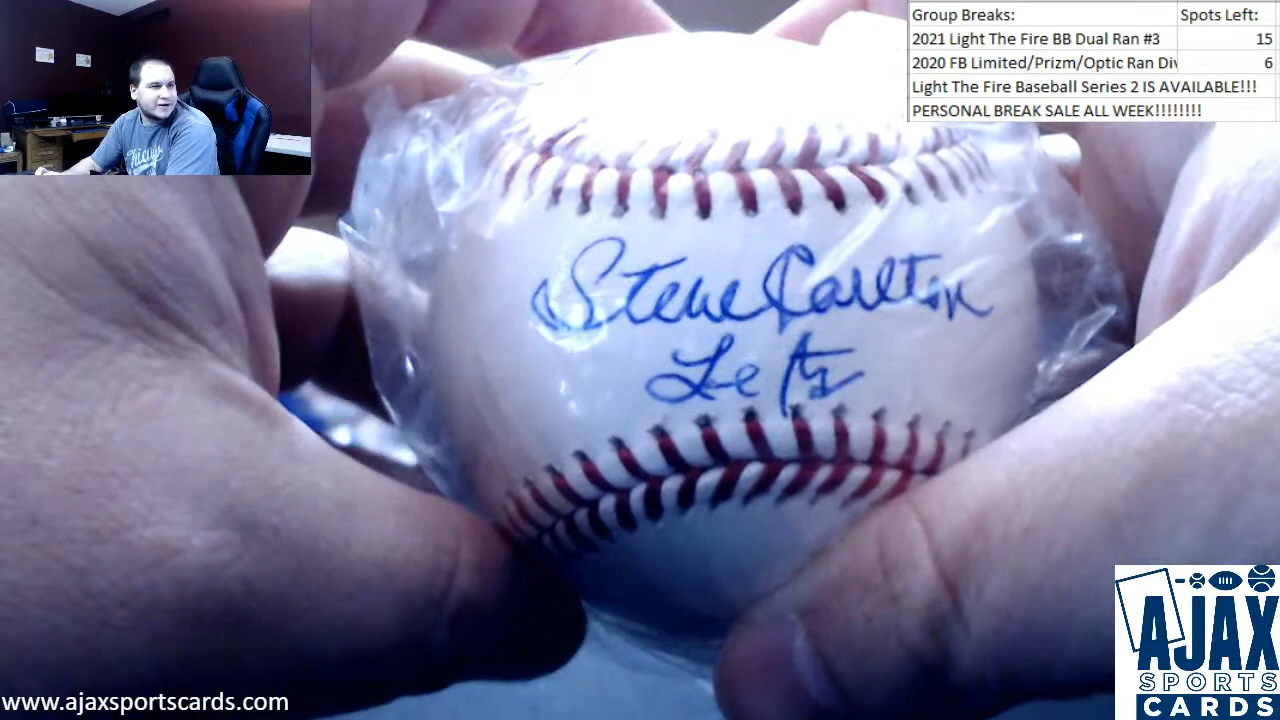 Group Breaks: Spots Left:
2021 Light The Fire BB Dual Ran #3 15
2020 FB Limited/Prizm/Optic Ran Div 6
Light The Fire Baseball Series 2 IS AVAILABLE!!!
PERSONAL BREAK SALE ALL WEEK!!!!!!!!
Chicago
Steve Carlton
Lefty
www.ajaxsportscards.com
AJAX
SPORTS
CARDS